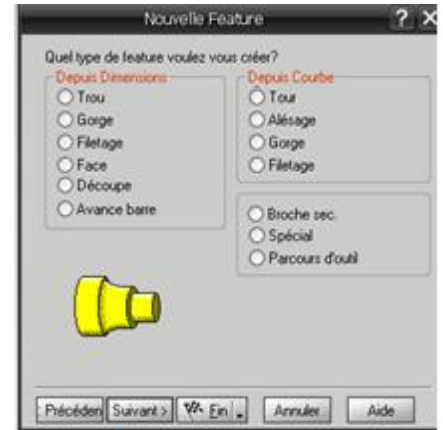 Nouvelle Feature ? X
Quel type de feature voulez vous créer?
Depuis Dimensions
Trou
Gorge
Filetage
Face
Découpe
Avance barre
Depuis Courbe
Tour
Alésage
Gorge
Filetage
Broche sec.
Spécial
Parcours d'outil
Précéden Suivant > Fin Annuler Aide